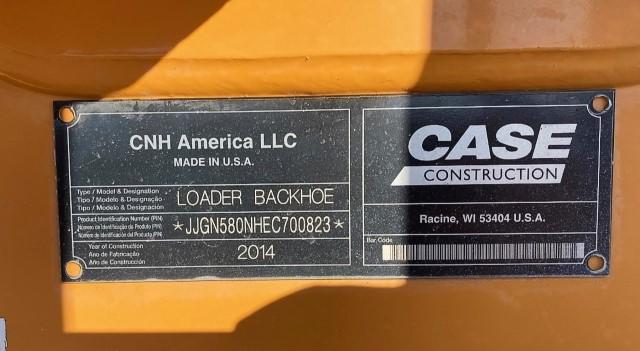 CNH America LLC
MADE IN U.S.A.
Type / Model & Designation
Tipo / Modelo & Designação
Tipo / Modelo & Designación
LOADER BACKHOE
Product Identification Number (PIN)
Número de Identificação do Produto (PIN)
Número de Identificación del Producto (PIN)
*JJGN580NHEC700823*
Year of Construction
Ano de Fabricação
Año de Construcción
2014
CASE
CONSTRUCTION
Racine, WI 53404 U.S.A.
Bar Code